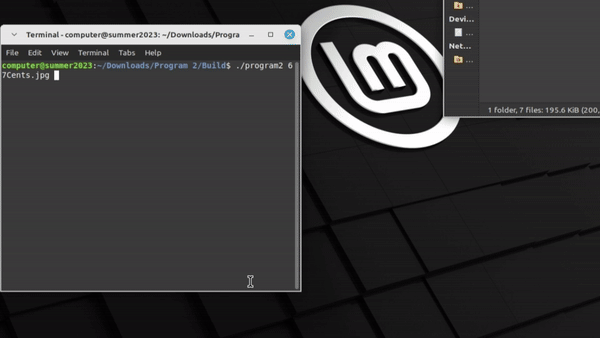 Terminal - computer@summer2023: ~/Downloads/Progra
File Edit View Terminal Tabs Help
computer@summer2023:~/Downloads/Program 2/Build$ ./program2 6
7Cents.jpg
...
Devi...
...
Net...
...
1 folder, 7 files: 195.6 KiB (200,